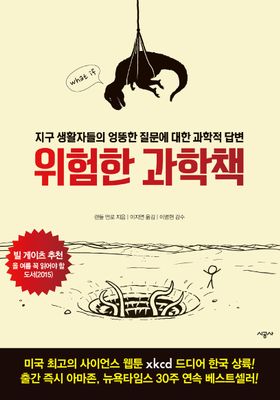 what if
지구 생활자들의 엉뚱한 질문에 대한 과학적 답변
위험한 과학책
랜들 먼로 지음 | 이지연 옮김 | 이명현 감수
빌 게이츠 추천
올 여름 꼭 읽어야 할
도서(2015)
시공사
미국 최고의 사이언스 웹툰 xkcd 드디어 한국 상륙!
출간 즉시 아마존, 뉴욕타임스 30주 연속 베스트셀러!